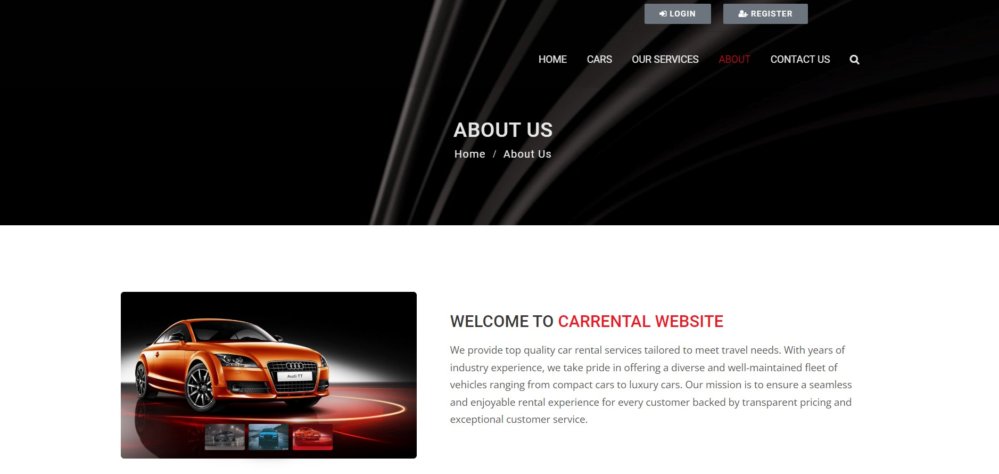 LOGIN
REGISTER
HOME CARS OUR SERVICES ABOUT CONTACT US
ABOUT US
Home / About Us
WELCOME TO CARRENTAL WEBSITE
We provide top quality car rental services tailored to meet travel needs. With years of
industry experience, we take pride in offering a diverse and well-maintained fleet of
vehicles ranging from compact cars to luxury cars. Our mission is to ensure a seamless
and enjoyable rental experience for every customer backed by transparent pricing and
exceptional customer service.
Audi TT